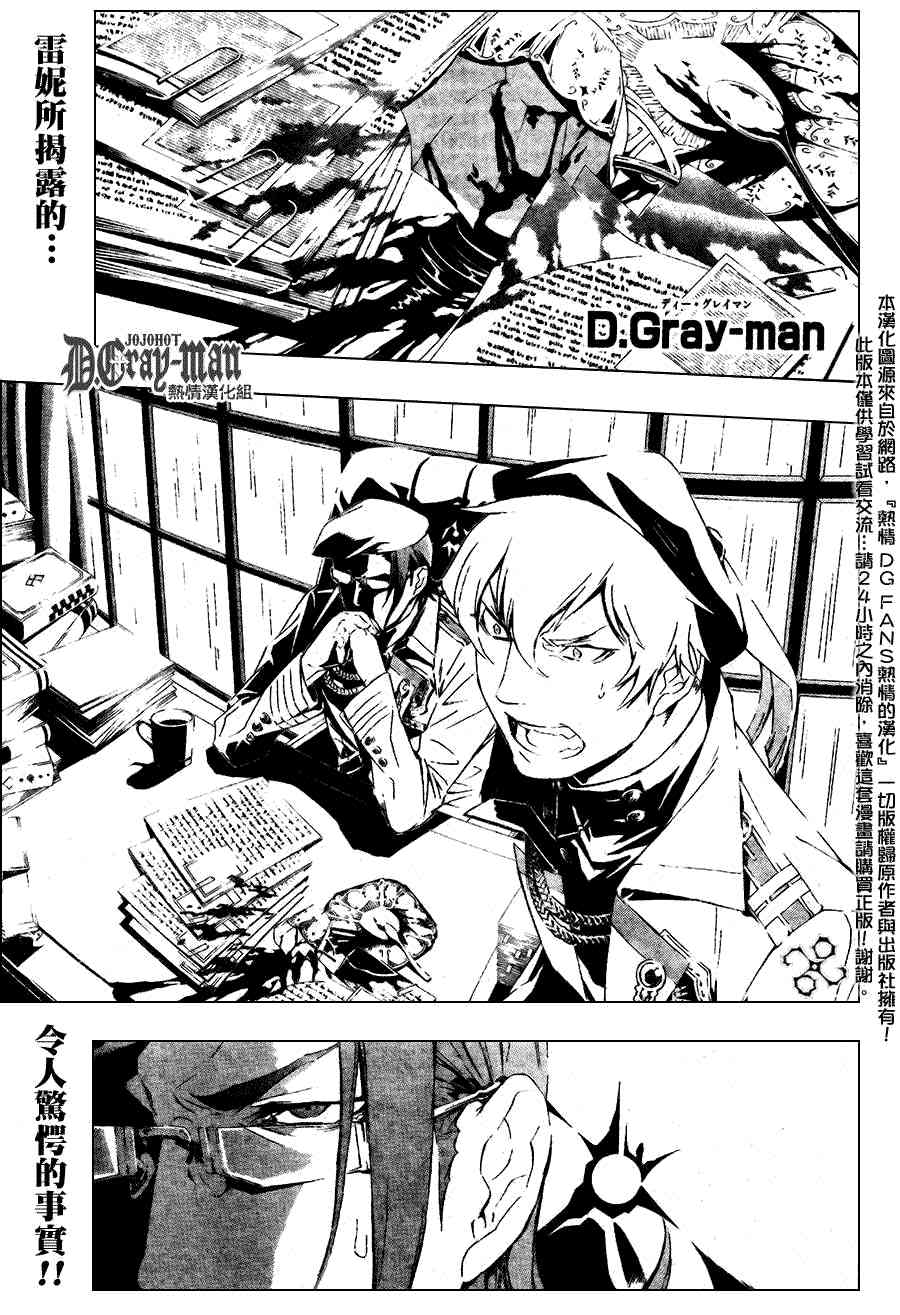 雷妮所揭露的…
ディー・グレイマン
D.Gray-man
JOJOHOT
D.Gray-man
熱情漢化組
本漢化圖源來自於網路,『熱情DG FANS熱情的漢化』一切版權歸原作者與出版社擁有!
此版本僅供學習試看交流…請24小時之內消除,喜歡這套漫畫請購買正版!!謝謝。
令人驚愕的事實!!